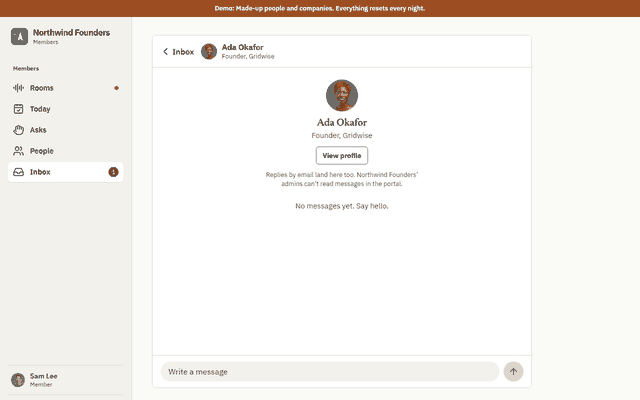 Demo: Made-up people and companies. Everything resets every night.
Northwind Founders
Members
Members
Rooms
Today
Asks
People
Inbox
1
Sam Lee
Member
Inbox
Ada Okafor
Founder, Gridwise
Ada Okafor
Founder, Gridwise
View profile
Replies by email land here too. Northwind Founders'
admins can't read messages in the portal.
No messages yet. Say hello.
Write a message